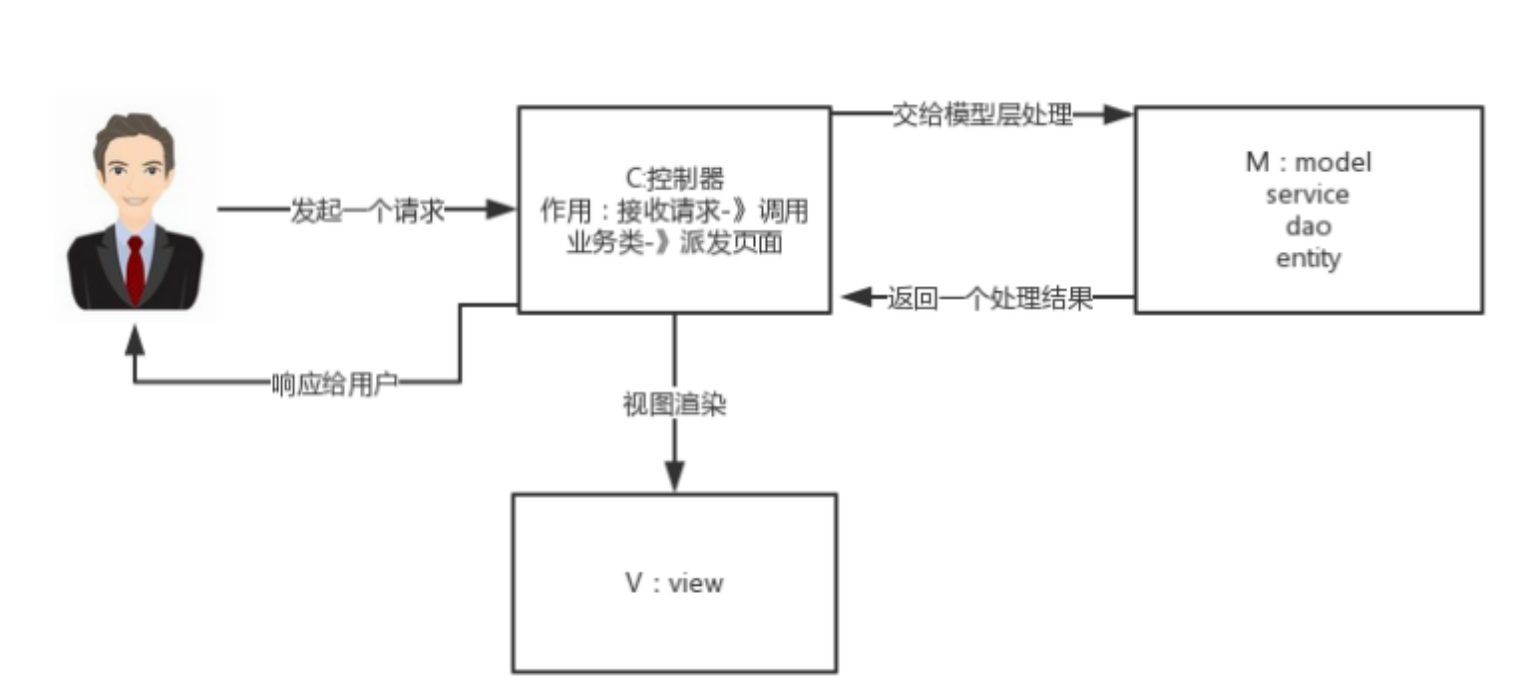 发起一个请求
C:控制器
作用：接收请求-》调用
业务类-》派发页面
交给模型层处理
M：model
service
dao
entity
返回一个处理结果
响应给用户
视图渲染
V：view